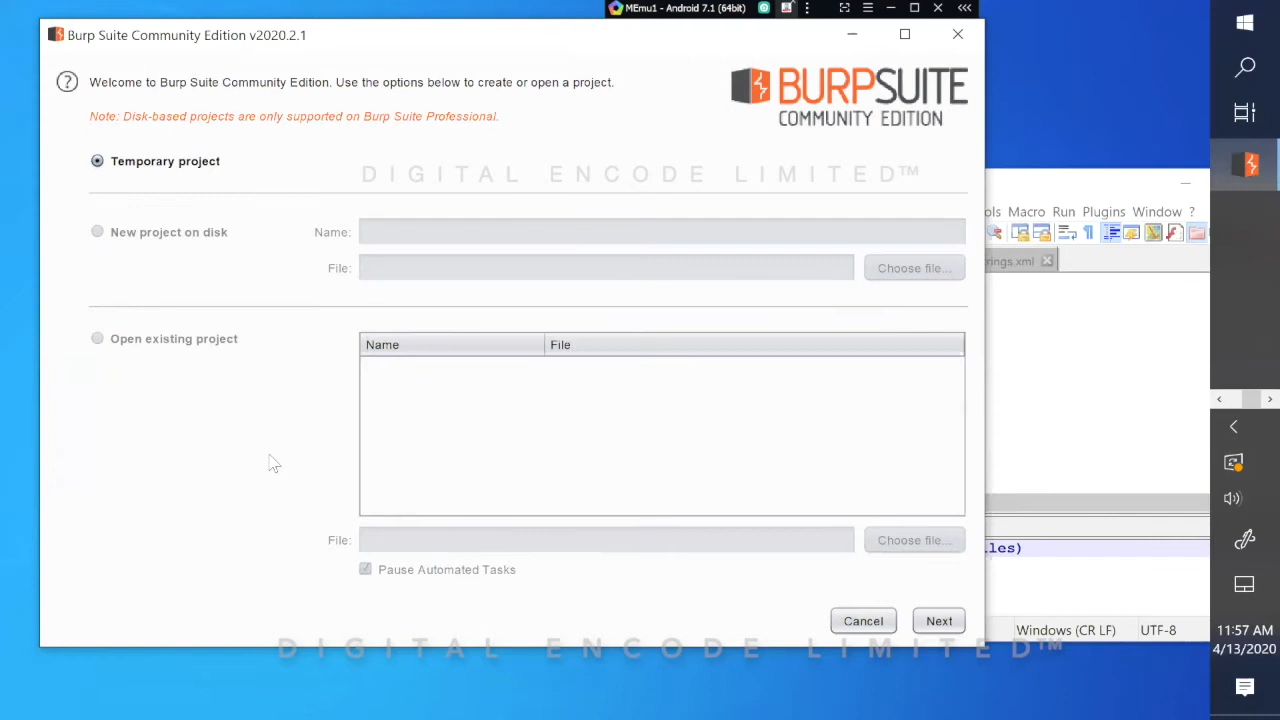 MEmu1 - Android 7.1 (64bit)
Burp Suite Community Edition v2020.2.1
Welcome to Burp Suite Community Edition. Use the options below to create or open a project.
Note: Disk-based projects are only supported on Burp Suite Professional.
BURPSUITE
COMMUNITY EDITION
Temporary project
DIGITAL ENCODE LIMITED™
New project on disk
Name:
File:
Choose file...
Open existing project
Name
File
File:
Choose file...
Pause Automated Tasks
Cancel
Next
DIGITAL ENCODE LIMITED™
ols Macro Run Plugins Window ?
rings.xml
les)
Windows (CR LF)
UTF-8
11:57 AM
4/13/2020